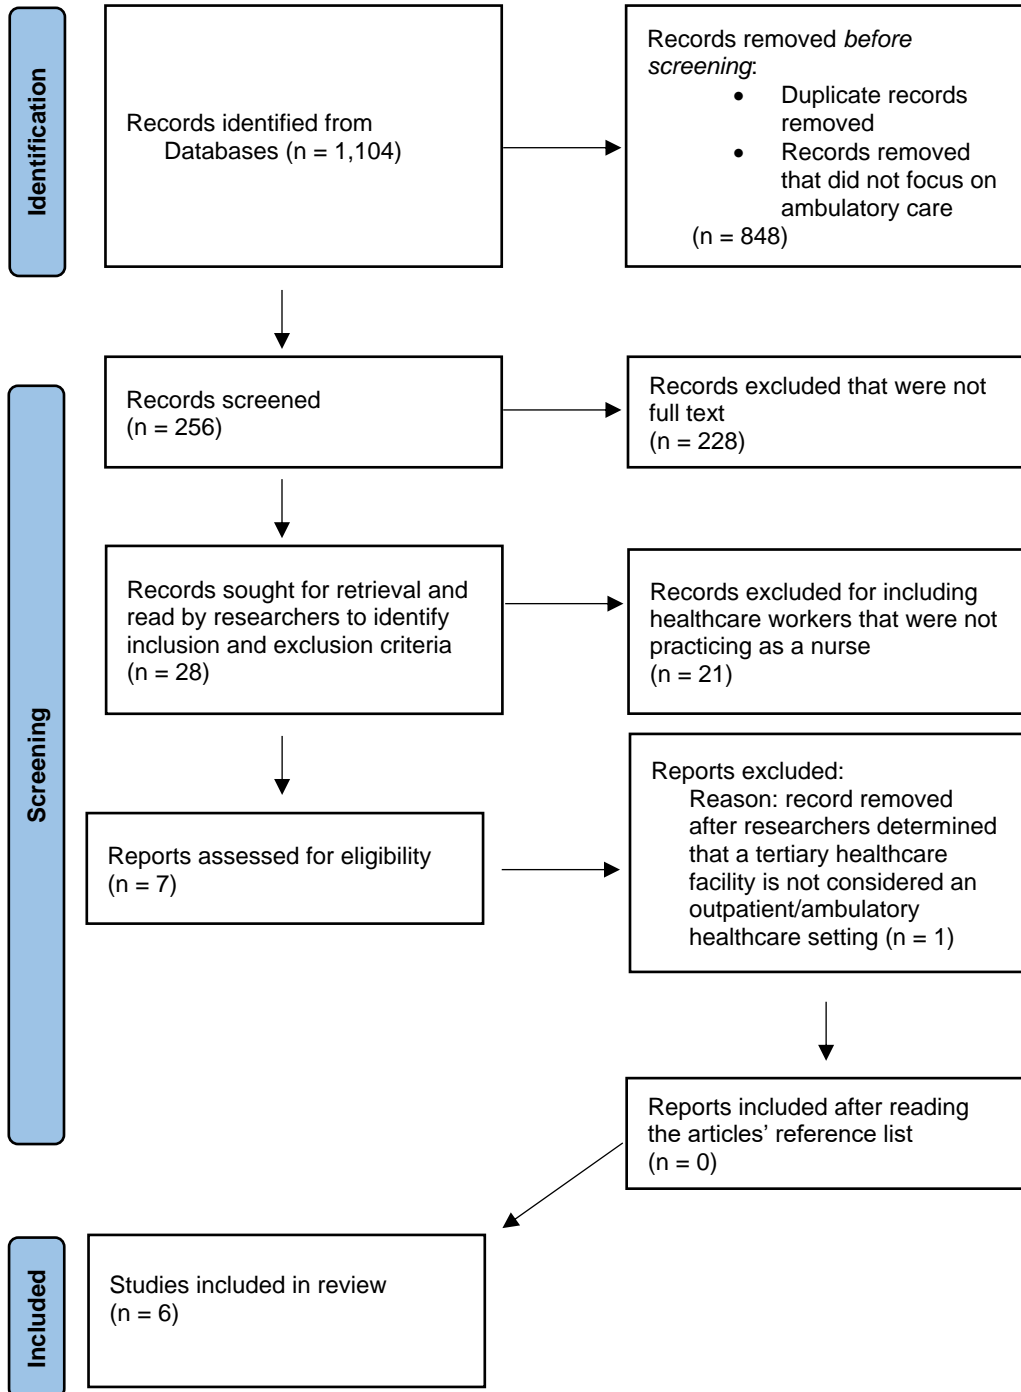 Identification
Records identified from
Databases (n = 1,104)
Records removed before
screening:
• Duplicate records
removed
• Records removed
that did not focus on
ambulatory care
(n = 848)
Screening
Records screened
(n = 256)
Records excluded that were not
full text
(n = 228)
Records sought for retrieval and
read by researchers to identify
inclusion and exclusion criteria
(n = 28)
Records excluded for including
healthcare workers that were not
practicing as a nurse
(n = 21)
Reports assessed for eligibility
(n = 7)
Reports excluded:
Reason: record removed
after researchers determined
that a tertiary healthcare
facility is not considered an
outpatient/ambulatory
healthcare setting (n = 1)
Reports included after reading
the articles’ reference list
(n = 0)
Included
Studies included in review
(n = 6)